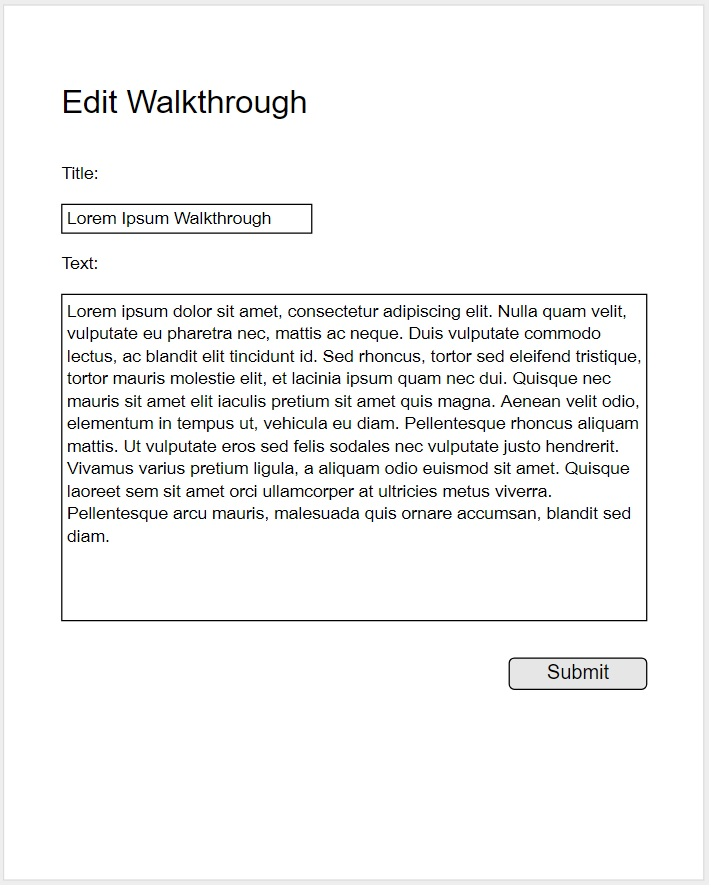 Edit Walkthrough
Title:
Lorem Ipsum Walkthrough
Text:
Lorem ipsum dolor sit amet, consectetur adipiscing elit. Nulla quam velit,
vulputate eu pharetra nec, mattis ac neque. Duis vulputate commodo
lectus, ac blandit elit tincidunt id. Sed rhoncus, tortor sed eleifend tristique,
tortor mauris molestie elit, et lacinia ipsum quam nec dui. Quisque nec
mauris sit amet elit iaculis pretium sit amet quis magna. Aenean velit odio,
elementum in tempus ut, vehicula eu diam. Pellentesque rhoncus aliquam
mattis. Ut vulputate eros sed felis sodales nec vulputate justo hendrerit.
Vivamus varius pretium ligula, a aliquam odio euismod sit amet. Quisque
laoreet sem sit amet orci ullamcorper at ultricies metus viverra.
Pellentesque arcu mauris, malesuada quis ornare accumsan, blandit sed
diam.
Submit